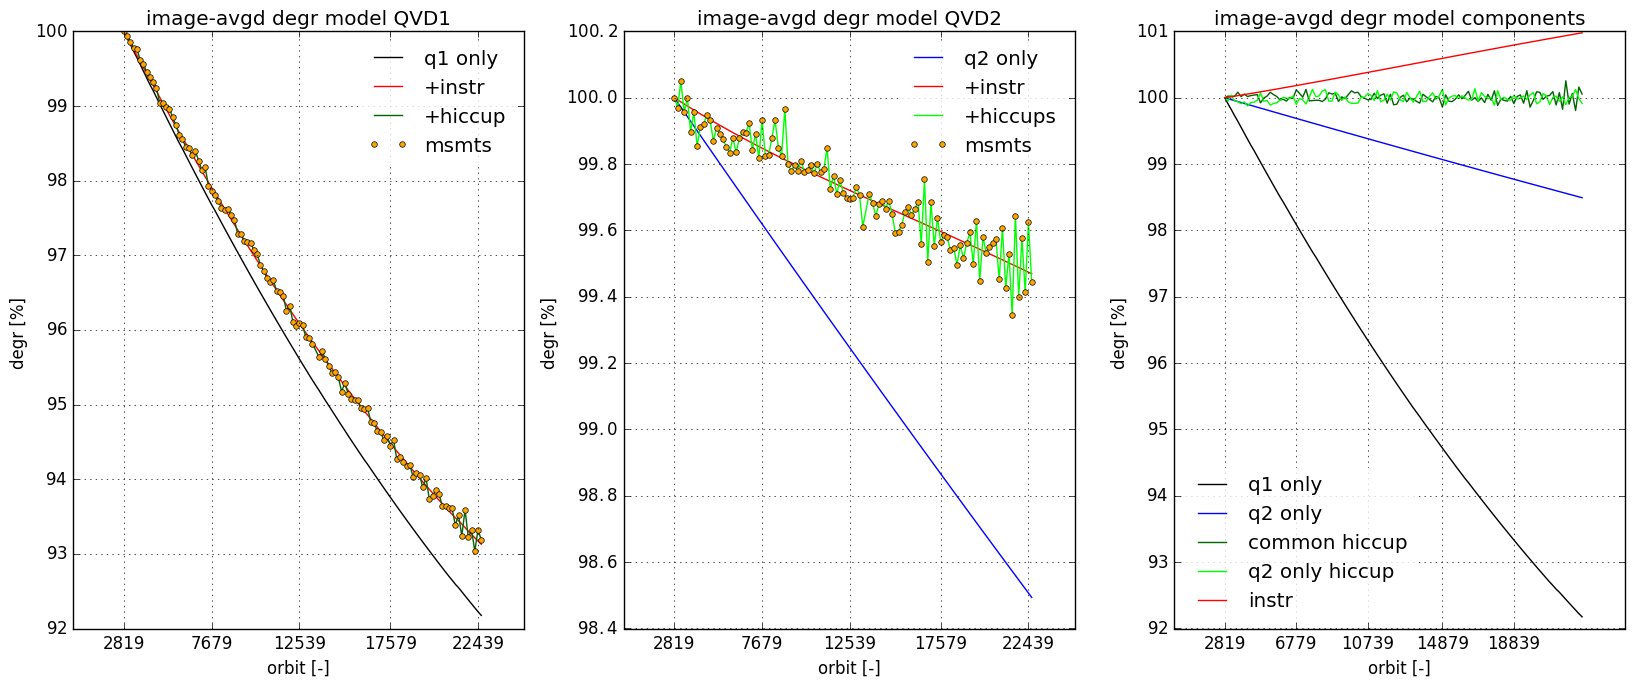 image-avgd degr model QVD1
100
99
98
97
96
95
94
93
92
degr [%]
2819 7679 12539 17579 22439
orbit [-]
q1 only
+instr
+hiccup
msmts
image-avgd degr model QVD2
100.2
100.0
99.8
99.6
99.4
99.2
99.0
98.8
98.6
98.4
degr [%]
2819 7679 12539 17579 22439
orbit [-]
q2 only
+instr
+hiccups
msmts
image-avgd degr model components
101
100
99
98
97
96
95
94
93
92
degr [%]
2819 6779 10739 14879 18839
orbit [-]
q1 only
q2 only
common hiccup
q2 only hiccup
instr